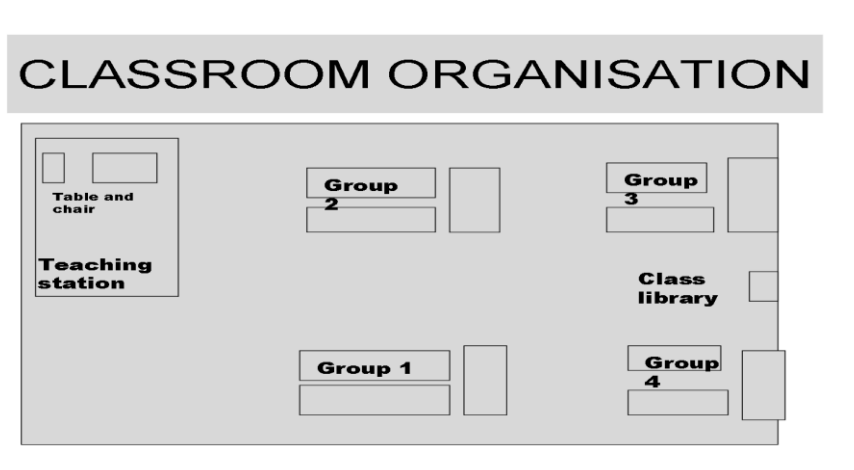 CLASSROOM ORGANISATION
Table and
chair
Teaching
station
Group
2
Group
3
Class
library
Group 1
Group
4